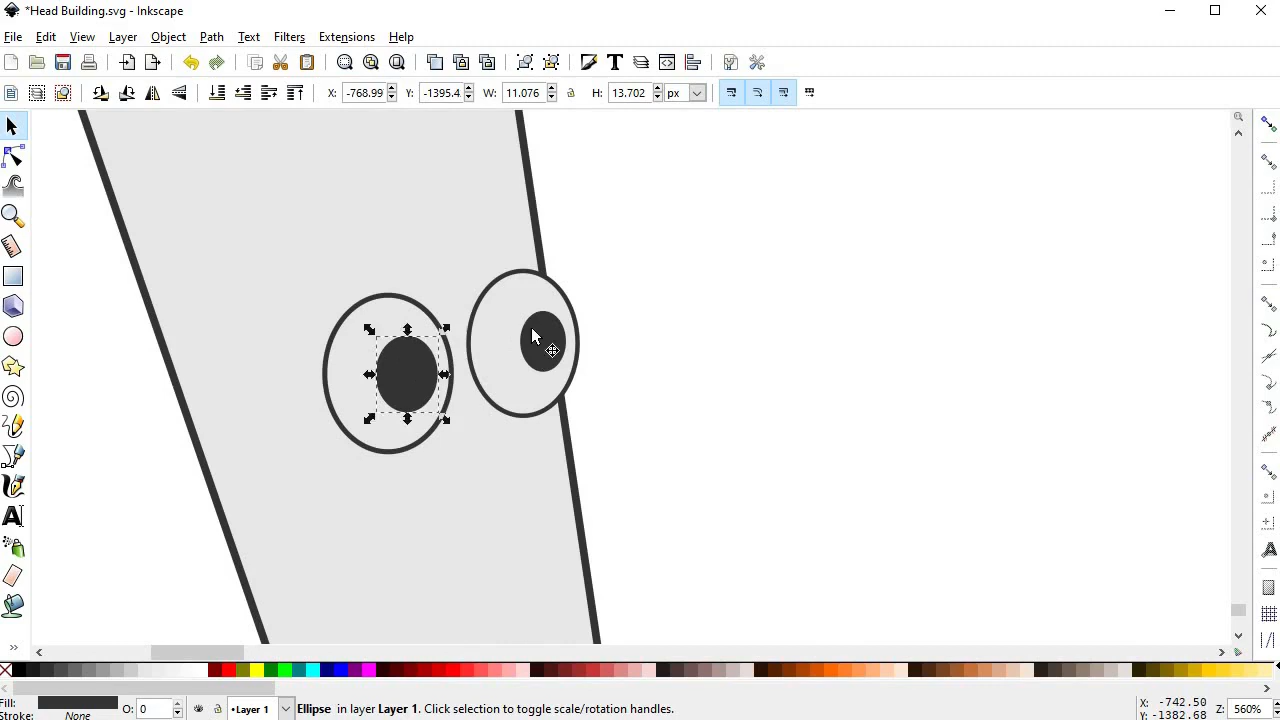 *Head Building.svg - Inkscape
File Edit View Layer Object Path Text Filters Extensions Help
X: -768.99 Y: -1395.4 W: 11.076 H: 13.702 px
Fill: O: 0 •Layer 1 Ellipse in layer Layer 1. Click selection to toggle scale/rotation handles. X: -742.50 Z: 560%
Stroke: None Y: -1382.68